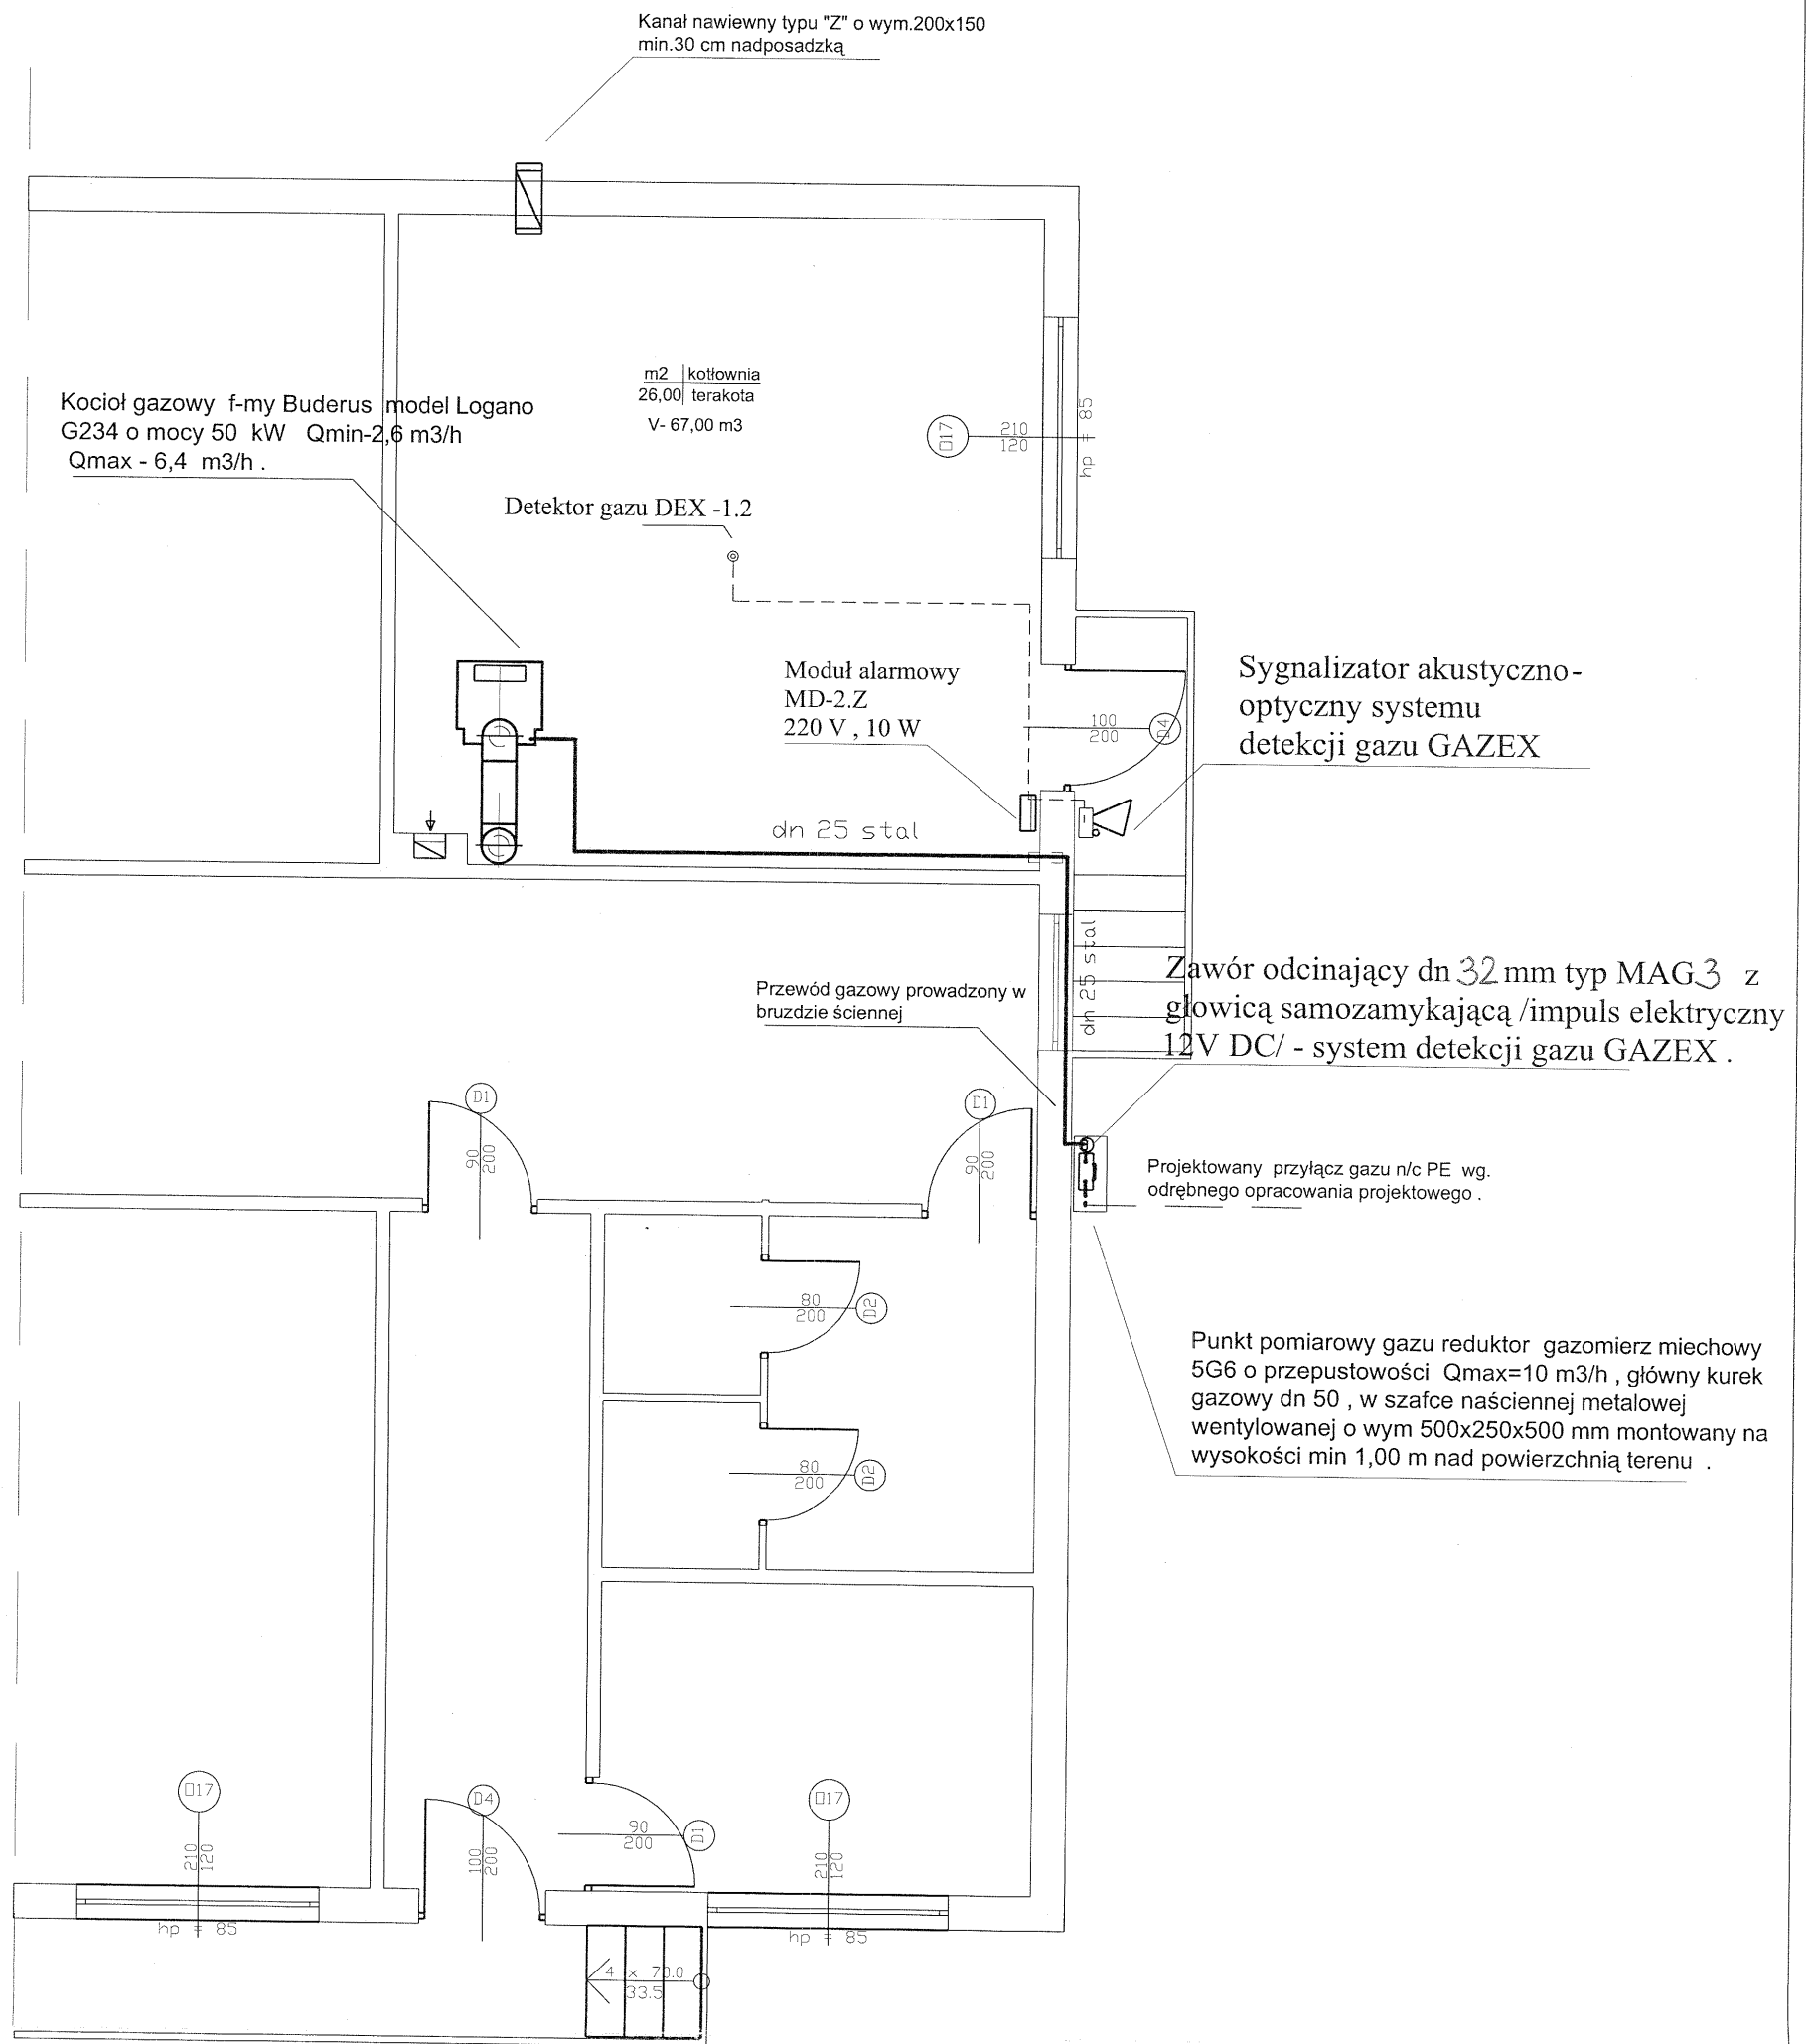 Kanał nawiewny typu "Z" o wym.200x150
min.30 cm nadposadzką
m2 kotłownia
26,00 terakota
V- 67,00 m3
Kocioł gazowy f-my Buderus model Logano
G234 o mocy 50 kW Qmin-2,6 m3/h
Qmax - 6,4 m3/h .
O17
210
120
hp = 85
Detektor gazu DEX -1.2
Moduł alarmowy
MD-2.Z
220 V , 10 W
100
200
D4
Sygnalizator akustyczno-
optyczny systemu
detekcji gazu GAZEX
dn 25 stal
dn 25 stal
Zawór odcinający dn 32 mm typ MAG.3 z
głowicą samozamykającą /impuls elektryczny
12V DC/ - system detekcji gazu GAZEX .
Przewód gazowy prowadzony w
bruzdzie ściennej
D1
90
200
D1
90
200
Projektowany przyłącz gazu n/c PE wg.
odrębnego opracowania projektowego .
80
200
D2
Punkt pomiarowy gazu reduktor gazomierz miechowy
5G6 o przepustowości Qmax=10 m3/h , główny kurek
gazowy dn 50 , w szafce naściennej metalowej
wentylowanej o wym 500x250x500 mm montowany na
wysokości min 1,00 m nad powierzchnią terenu .
80
200
D2
O17
210
120
hp = 85
D4
100
200
90
200
D1
O17
210
120
hp = 85
4 x 70.0
33.5